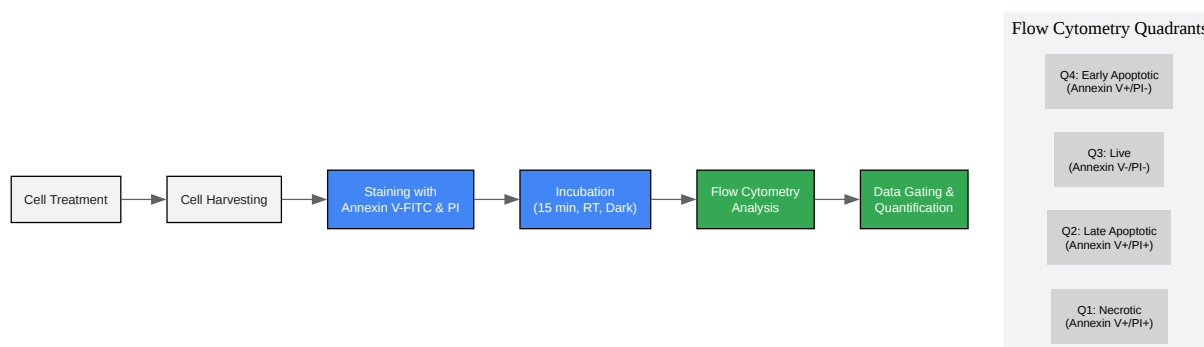 Cell Treatment
Cell Harvesting
Staining with
Annexin V-FITC & PI
Incubation
(15 min, RT, Dark)
Flow Cytometry
Analysis
Data Gating &
Quantification
Flow Cytometry Quadrants
Q4: Early Apoptotic
(Annexin V+/PI-)
Q3: Live
(Annexin V-/PI-)
Q2: Late Apoptotic
(Annexin V+/PI+)
Q1: Necrotic
(Annexin V+/PI+)